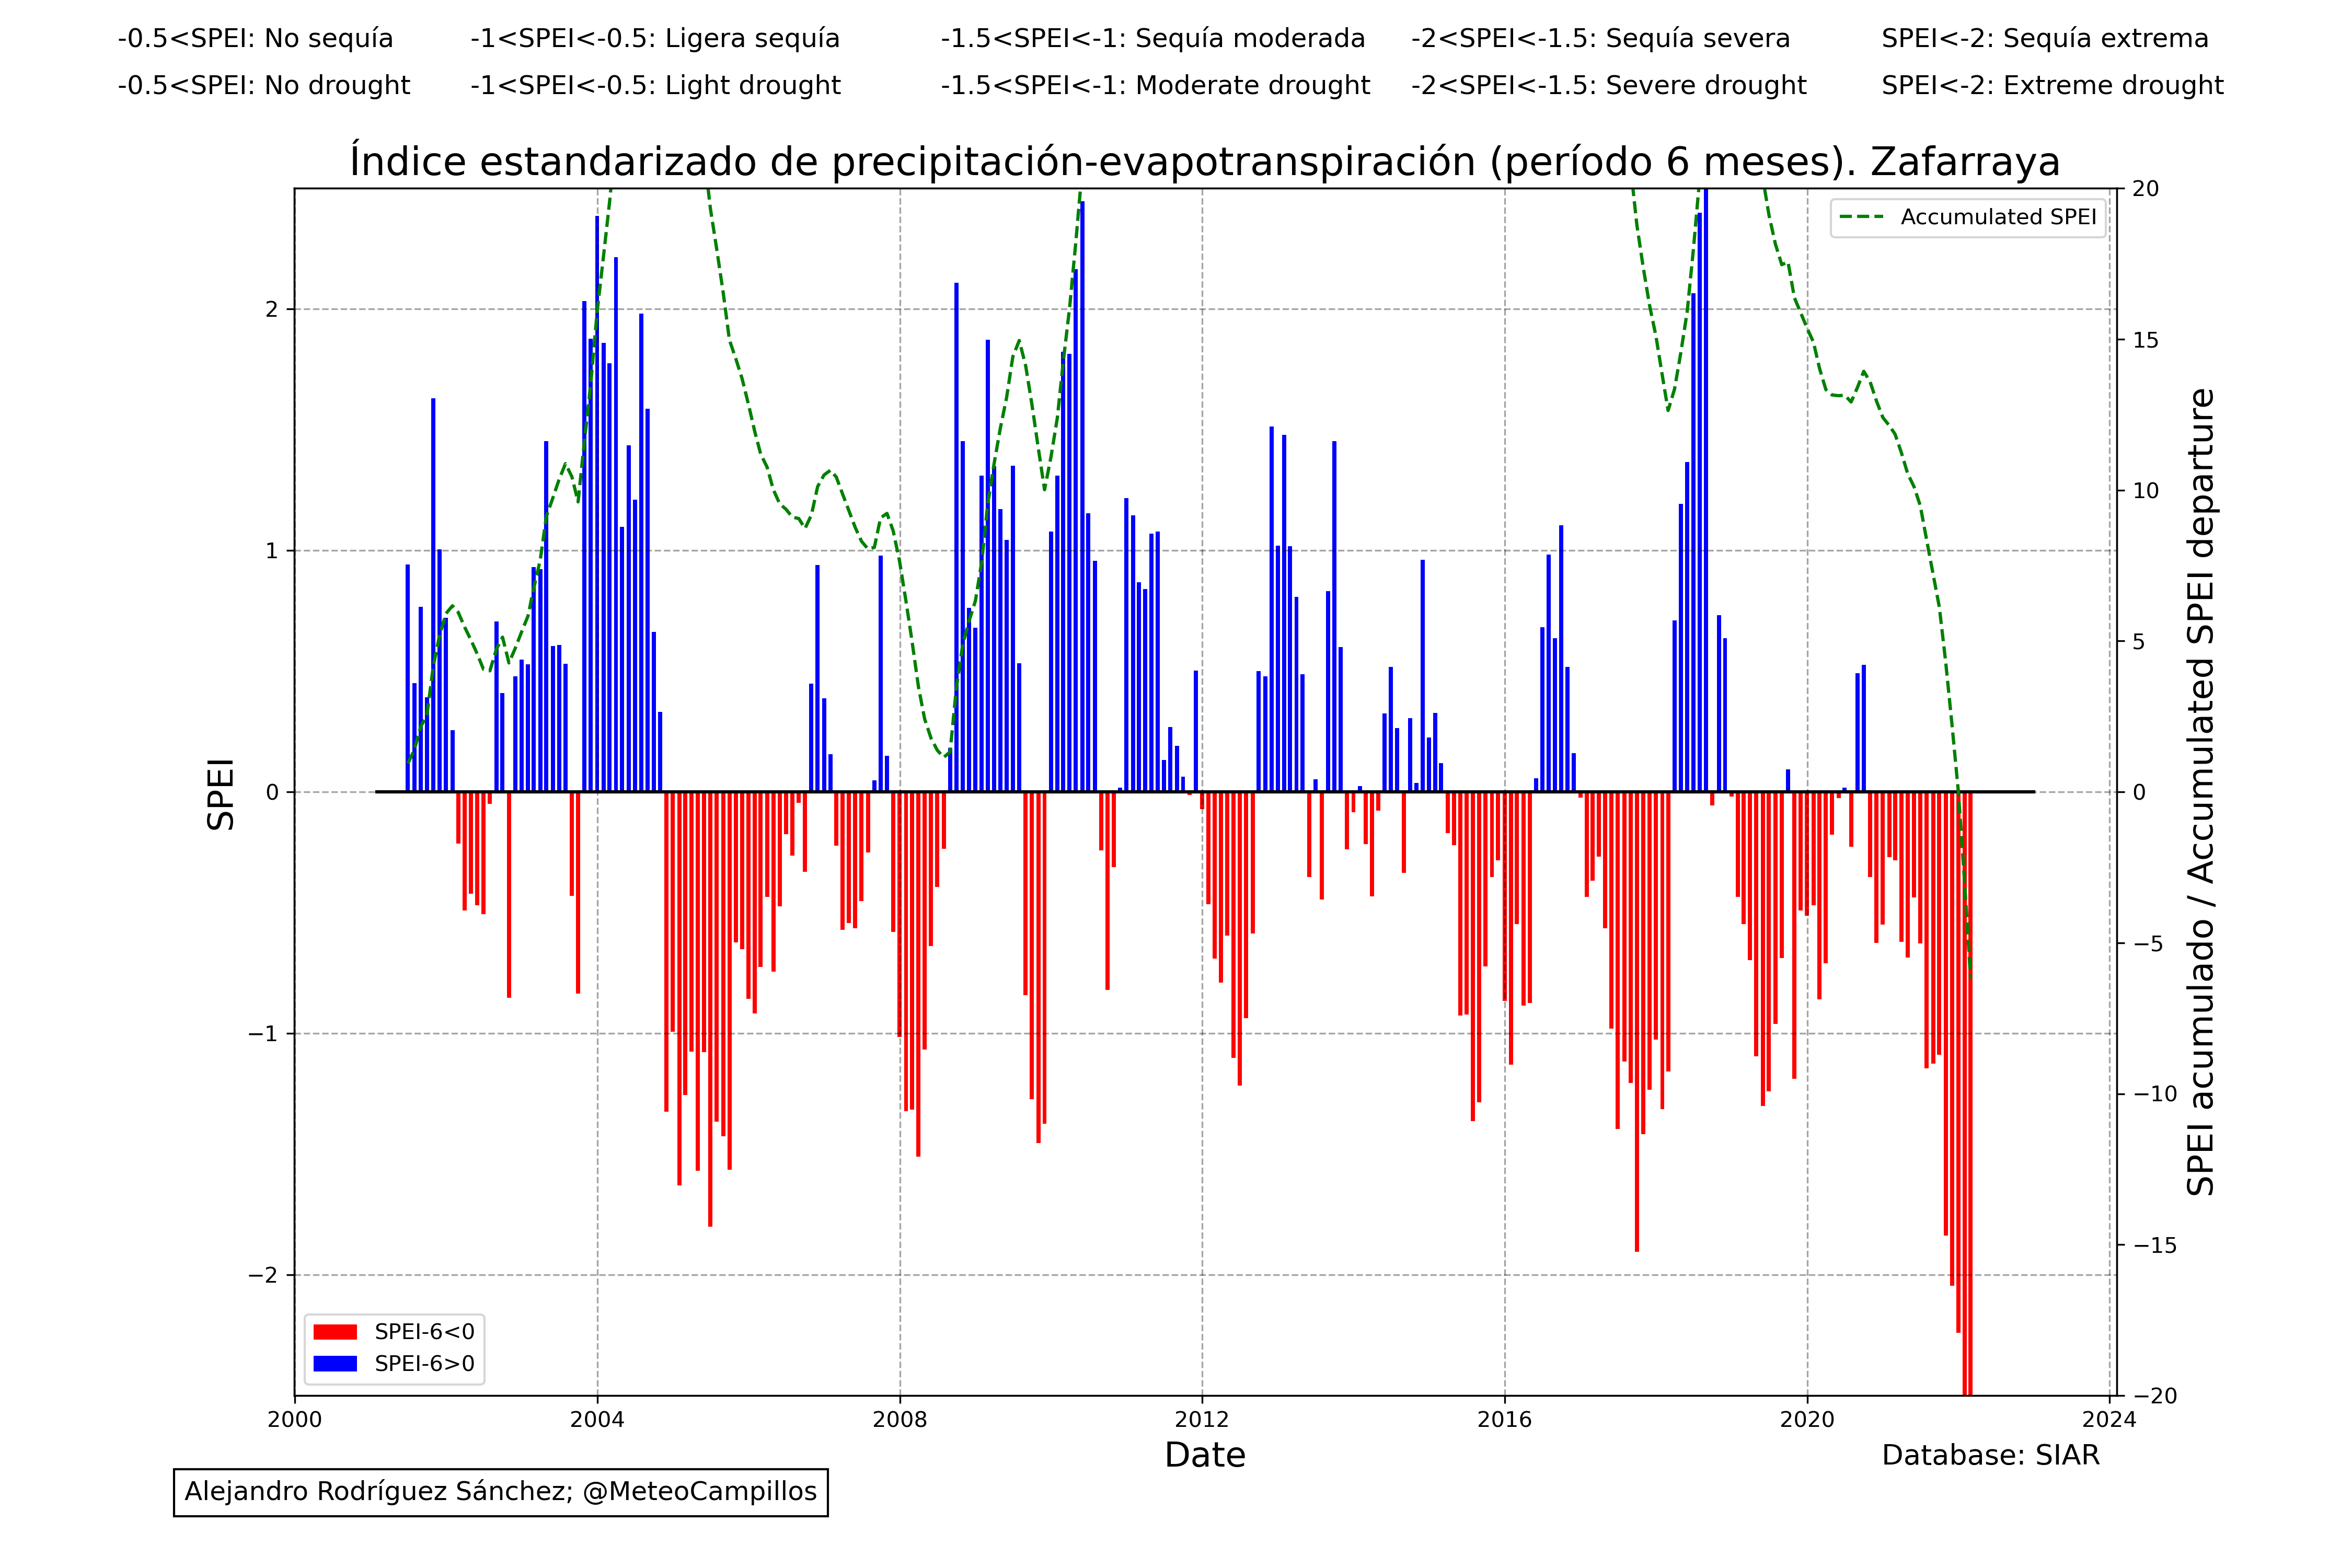 -0.5<SPEI: No sequía -1<SPEI<-0.5: Ligera sequía -1.5<SPEI<-1: Sequía moderada -2<SPEI<-1.5: Sequía severa SPEI<-2: Sequía extrema
-0.5<SPEI: No drought -1<SPEI<-0.5: Light drought -1.5<SPEI<-1: Moderate drought -2<SPEI<-1.5: Severe drought SPEI<-2: Extreme drought
Índice estandarizado de precipitación-evapotranspiración (período 6 meses). Zafarraya
Accumulated SPEI
SPEI
2
1
0
−1
−2
20
15
10
5
0
−5
−10
−15
−20
SPEI acumulado / Accumulated SPEI departure
SPEI-6<0
SPEI-6>0
2000 2004 2008 2012 2016 2020 2024
Date
Database: SIAR
Alejandro Rodríguez Sánchez; @MeteoCampillos